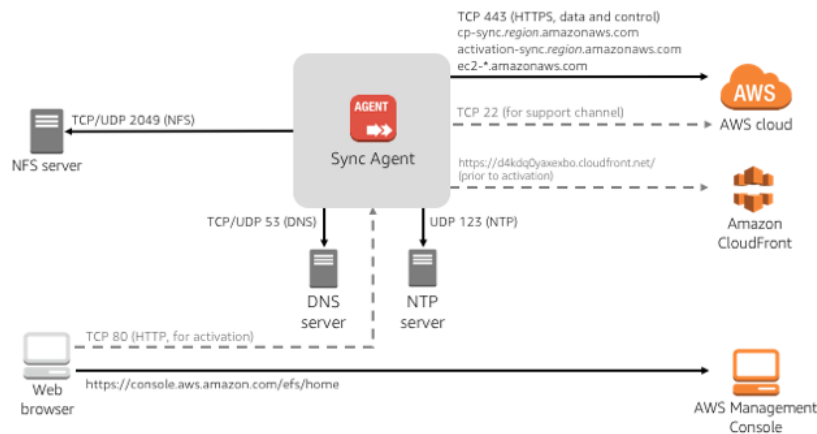 TCP 443 (HTTPS, data and control)
cp-sync.region.amazonaws.com
activation-sync.region.amazonaws.com
ec2-*.amazonaws.com
AWS
AWS cloud
TCP 22 (for support channel)
AGENT
Sync Agent
TCP/UDP 2049 (NFS)
NFS server
https://d4kdq0yaxexbo.cloudfront.net/
(prior to activation)
Amazon
CloudFront
TCP/UDP 53 (DNS)
UDP 123 (NTP)
DNS
server
NTP
server
TCP 80 (HTTP, for activation)
Web
browser
https://console.aws.amazon.com/efs/home
AWS Management
Console